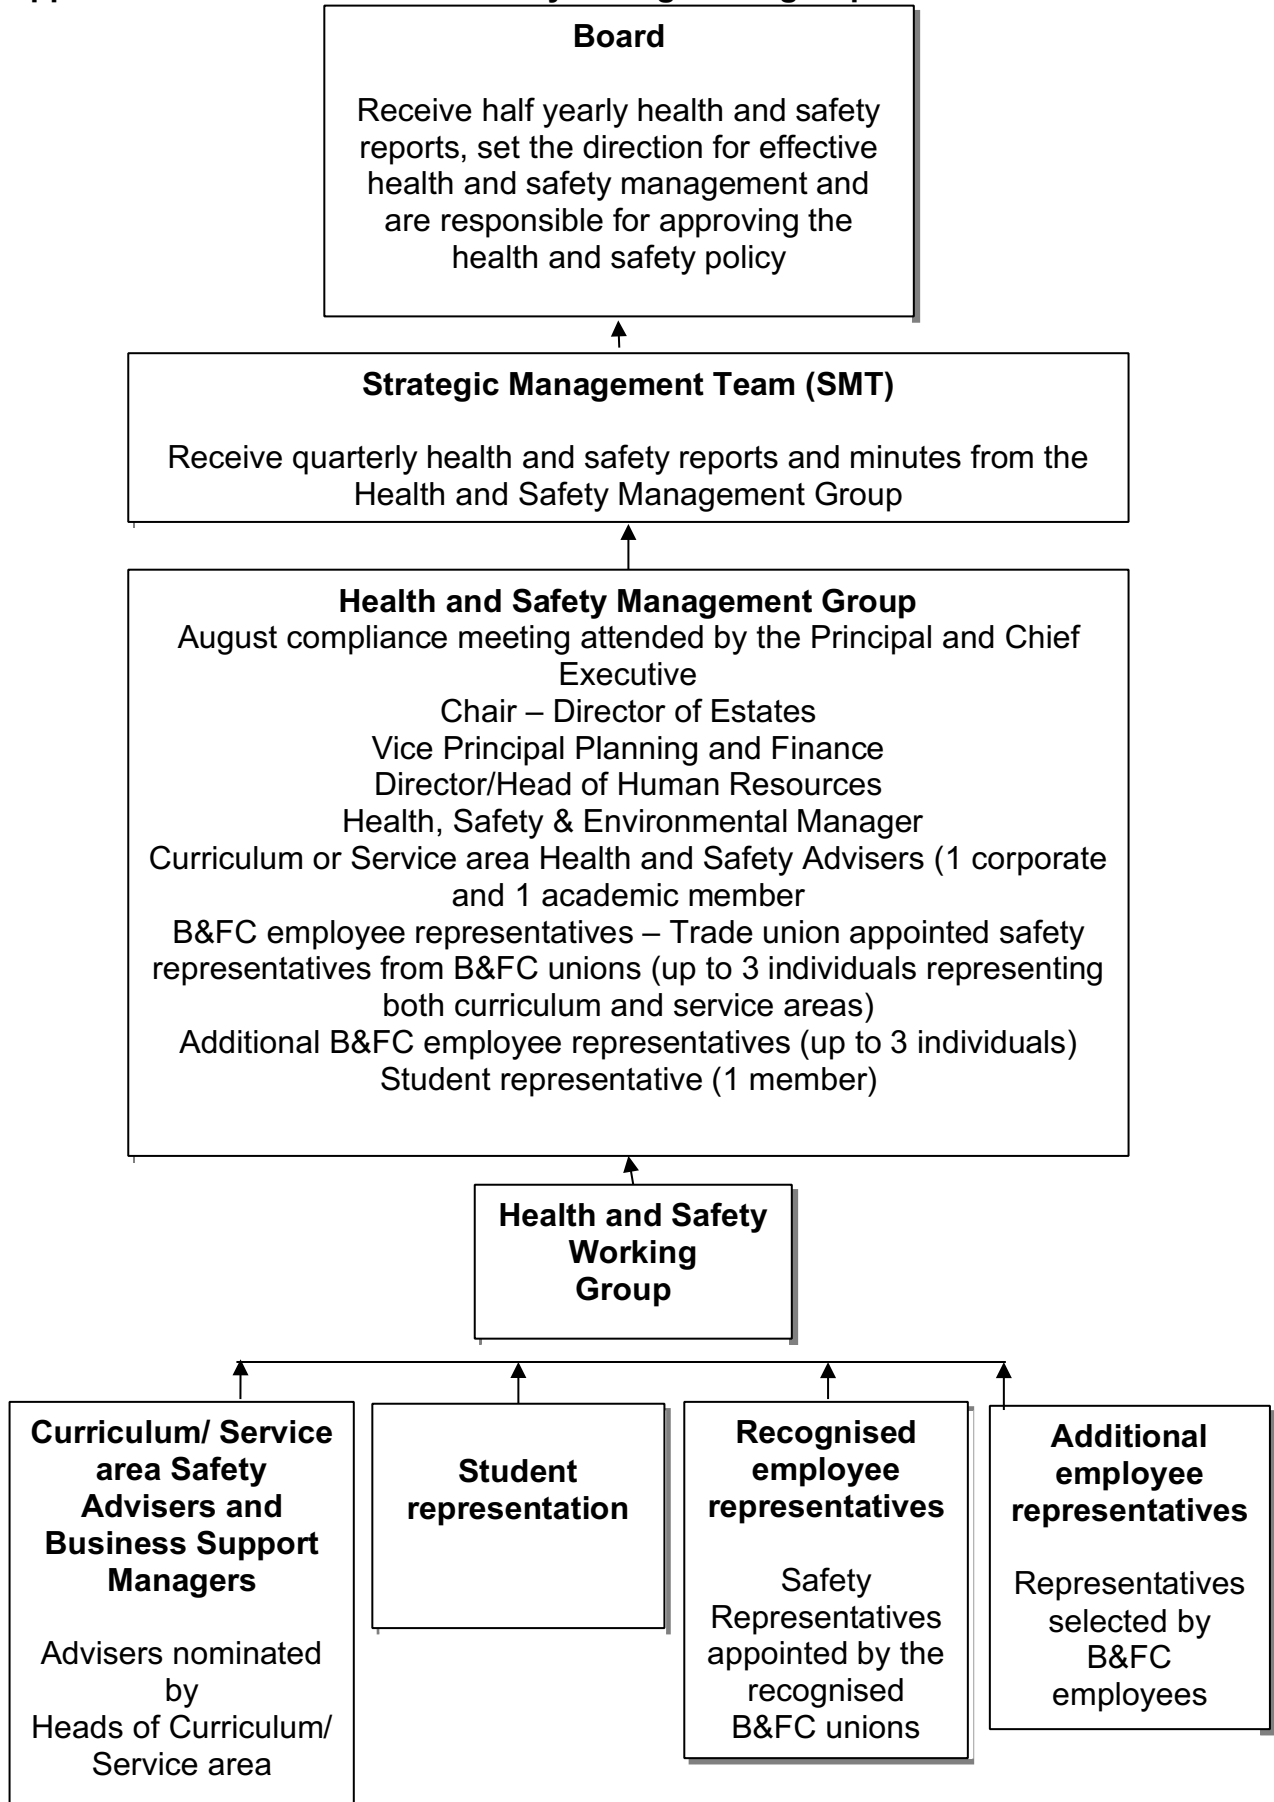 Board
Receive half yearly health and safety
reports, set the direction for effective
health and safety management and
are responsible for approving the
health and safety policy
Strategic Management Team (SMT)
Receive quarterly health and safety reports and minutes from the
Health and Safety Management Group
Health and Safety Management Group
August compliance meeting attended by the Principal and Chief
Executive
Chair – Director of Estates
Vice Principal Planning and Finance
Director/Head of Human Resources
Health, Safety & Environmental Manager
Curriculum or Service area Health and Safety Advisers (1 corporate
and 1 academic member
B&FC employee representatives – Trade union appointed safety
representatives from B&FC unions (up to 3 individuals representing
both curriculum and service areas)
Additional B&FC employee representatives (up to 3 individuals)
Student representative (1 member)
Health and Safety
Working
Group
Curriculum/ Service
area Safety
Advisers and
Business Support
Managers
Advisers nominated
by
Heads of Curriculum/
Service area
Student
representation
Recognised
employee
representatives
Safety
Representatives
appointed by the
recognised
B&FC unions
Additional
employee
representatives
Representatives
selected by
B&FC
employees